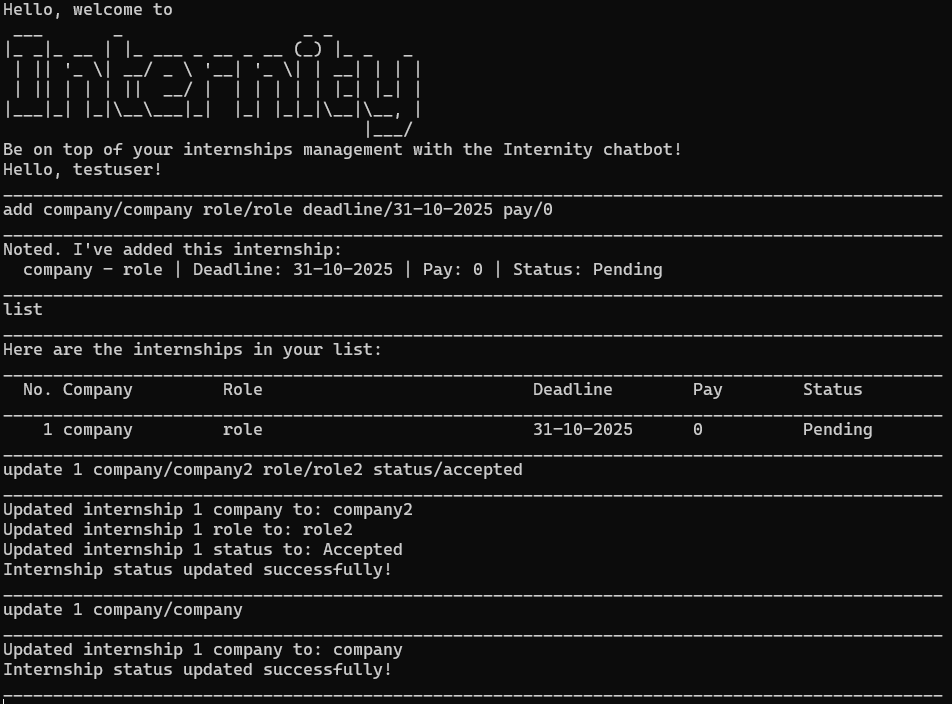 Hello, welcome to
Internity
Be on top of your internships management with the Internity chatbot!
Hello, testuser!
add company/company role/role deadline/31-10-2025 pay/0
Noted. I've added this internship:
company - role | Deadline: 31-10-2025 | Pay: 0 | Status: Pending
list
Here are the internships in your list:
No. Company Role Deadline Pay Status
1 company role 31-10-2025 0 Pending
update 1 company/company2 role/role2 status/accepted
Updated internship 1 company to: company2
Updated internship 1 role to: role2
Updated internship 1 status to: Accepted
Internship status updated successfully!
update 1 company/company
Updated internship 1 company to: company
Internship status updated successfully!